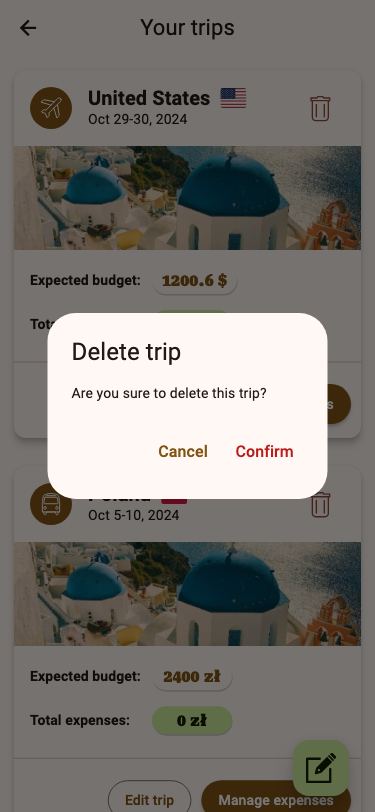 Your trips
United States
Oct 29-30, 2024
Expected budget: 1200.6 $
Delete trip
Are you sure to delete this trip?
Cancel Confirm
Poland
Oct 5-10, 2024
Expected budget: 2400 zł
Total expenses: 0 zł
Edit trip Manage expenses